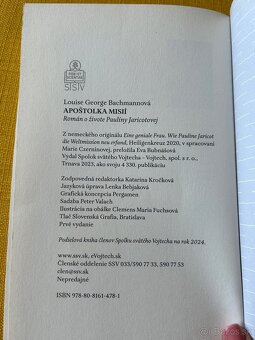 SSV
Louise George Bachmannová
APOŠTOLKA MISIÍ
Román o živote Pauliny Jaricotovej
Z nemeckého originálu Eine geniale Frau. Wie Pauline Jaricot
die Weltmission neu erfand, Heiligenkreuz 2020, v spracovaní
Marie Czernin­ovej, preložila Eva Bubnášová
Vydal Spolok svätého Vojtecha – Vojtech, spol. s r. o.,
Trnava 2023, ako svoju 4 330. publikáciu
Zodpovedná redaktorka Katarína Kročková
Jazyková úprava Lenka Bebjaková
Grafická koncepcia Pergamen
Sadzba Peter Valach
Ilustrácia na obálke Clemens Maria Fuchsová
Tlač Slovenská Grafia, Bratislava
Prvé vydanie
Podielová kniha členov Spolku svätého Vojtecha na rok 2024.
www.ssv.sk, eVojtech.sk
Členské oddelenie SSV 033/590 77 33, 590 77 53
clen@ssv.sk
Nepredajné
ISBN 978-80-8161-478-1